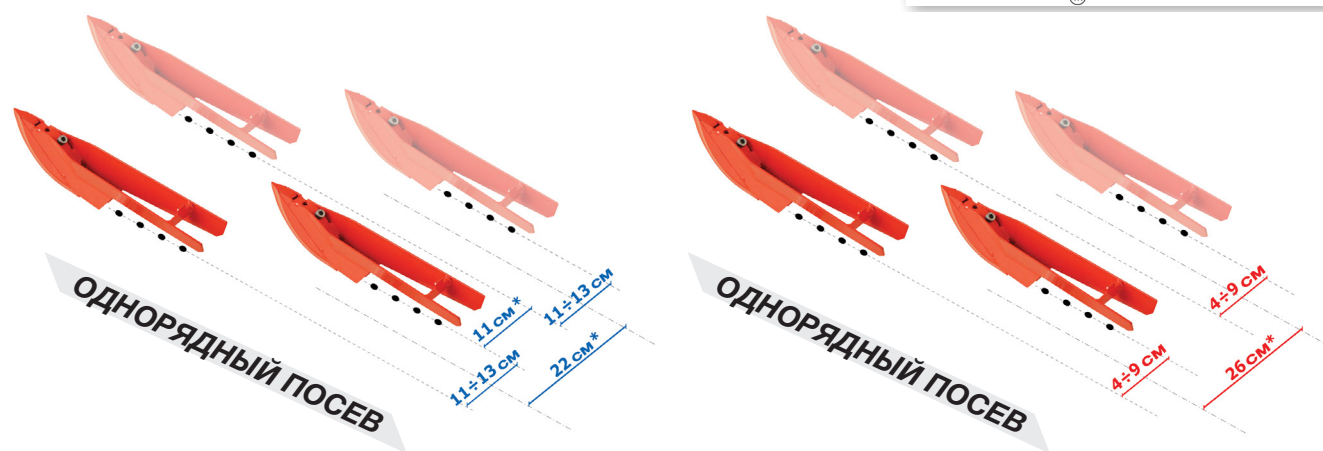 11 см*
11÷13 см
11÷13 см
22 см*
ОДНОРЯДНЫЙ ПОСЕВ
4÷9 см
4÷9 см
26 см*
ОДНОРЯДНЫЙ ПОСЕВ